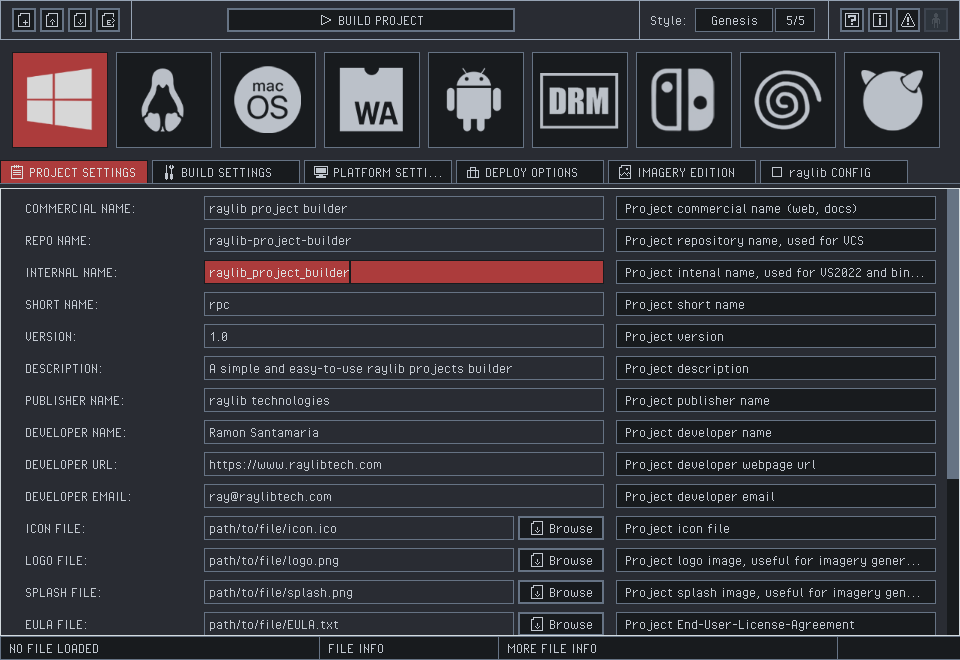 BUILD PROJECT Style: Genesis 5/5
mac OS WA DRM
PROJECT SETTINGS BUILD SETTINGS PLATFORM SETTI... DEPLOY OPTIONS IMAGERY EDITION raylib CONFIG
COMMERCIAL NAME: raylib project builder Project commercial name (web, docs)
REPO NAME: raylib-project-builder Project repository name, used for VCS
INTERNAL NAME: raylib_project_builder Project intenal name, used for VS2022 and bin...
SHORT NAME: rpc Project short name
VERSION: 1.0 Project version
DESCRIPTION: A simple and easy-to-use raylib projects builder Project description
PUBLISHER NAME: raylib technologies Project publisher name
DEVELOPER NAME: Ramon Santamaria Project developer name
DEVELOPER URL: https://www.raylibtech.com Project developer webpage url
DEVELOPER EMAIL: ray@raylibtech.com Project developer email
ICON FILE: path/to/file/icon.ico Browse Project icon file
LOGO FILE: path/to/file/logo.png Browse Project logo image, useful for imagery gener...
SPLASH FILE: path/to/file/splash.png Browse Project splash image, useful for imagery gen...
EULA FILE: path/to/file/EULA.txt Browse Project End-User-License-Agreement
NO FILE LOADED FILE INFO MORE FILE INFO